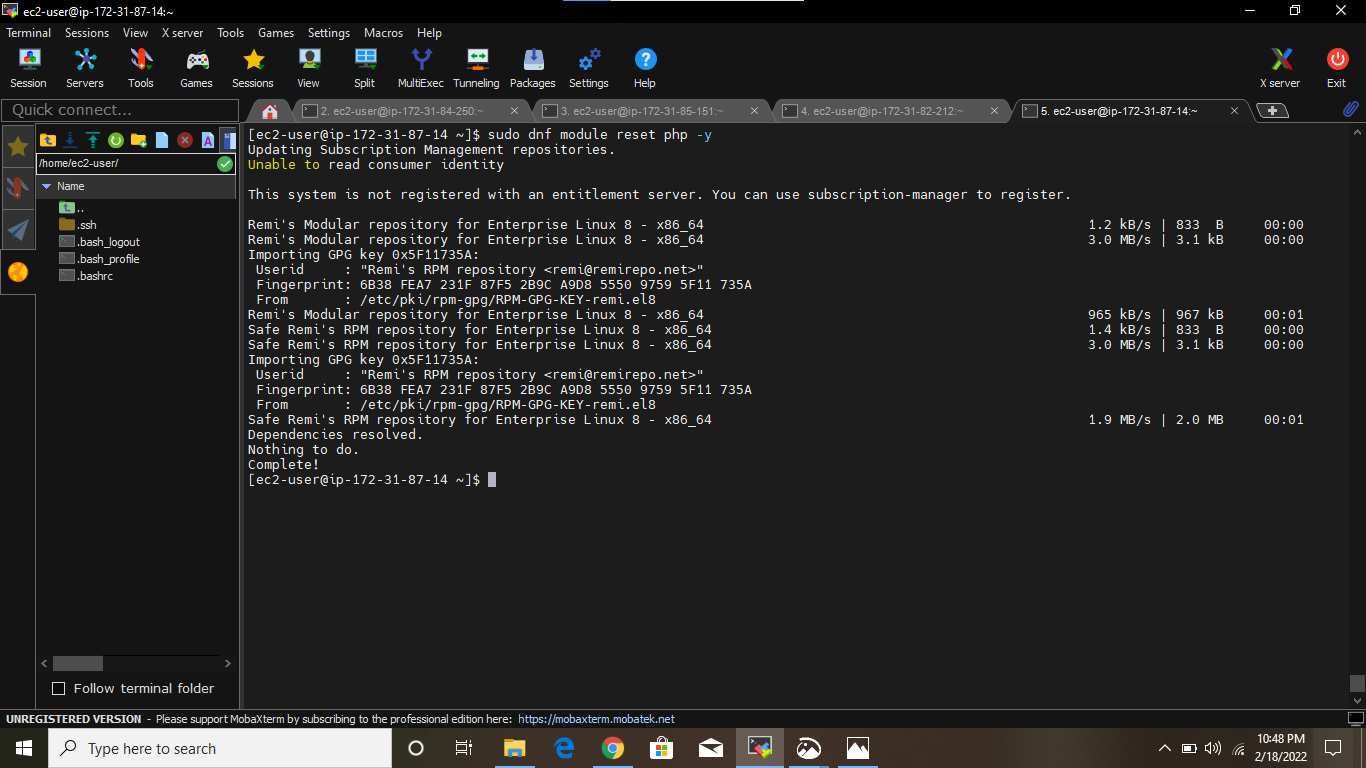 ec2-user@ip-172-31-87-14:~
Terminal Sessions View X server Tools Games Settings Macros Help
Session Servers Tools Games Sessions View Split MultiExec Tunneling Packages Settings Help X server Exit
Quick connect...
2. ec2-user@ip-172-31-84-250:~
3. ec2-user@ip-172-31-85-151:~
4. ec2-user@ip-172-31-82-212:~
5. ec2-user@ip-172-31-87-14:~
/home/ec2-user/
Name
..
.ssh
.bash_logout
.bash_profile
.bashrc
Follow terminal folder
[ec2-user@ip-172-31-87-14 ~]$ sudo dnf module reset php -y
Updating Subscription Management repositories.
Unable to read consumer identity
This system is not registered with an entitlement server. You can use subscription-manager to register.
Remi's Modular repository for Enterprise Linux 8 - x86_64 1.2 kB/s | 833 B 00:00
Remi's Modular repository for Enterprise Linux 8 - x86_64 3.0 MB/s | 3.1 kB 00:00
Importing GPG key 0x5F11735A:
Userid : "Remi's RPM repository <remi@remirepo.net>"
Fingerprint: 6B38 FEA7 231F 87F5 2B9C A9D8 5550 9759 5F11 735A
From : /etc/pki/rpm-gpg/RPM-GPG-KEY-remi.el8
Remi's Modular repository for Enterprise Linux 8 - x86_64 965 kB/s | 967 kB 00:01
Safe Remi's RPM repository for Enterprise Linux 8 - x86_64 1.4 kB/s | 833 B 00:00
Safe Remi's RPM repository for Enterprise Linux 8 - x86_64 3.0 MB/s | 3.1 kB 00:00
Importing GPG key 0x5F11735A:
Userid : "Remi's RPM repository <remi@remirepo.net>"
Fingerprint: 6B38 FEA7 231F 87F5 2B9C A9D8 5550 9759 5F11 735A
From : /etc/pki/rpm-gpg/RPM-GPG-KEY-remi.el8
Safe Remi's RPM repository for Enterprise Linux 8 - x86_64 1.9 MB/s | 2.0 MB 00:01
Dependencies resolved.
Nothing to do.
Complete!
[ec2-user@ip-172-31-87-14 ~]$
UNREGISTERED VERSION - Please support MobaXterm by subscribing to the professional edition here: https://mobaxterm.mobatek.net
Type here to search
10:48 PM
2/18/2022